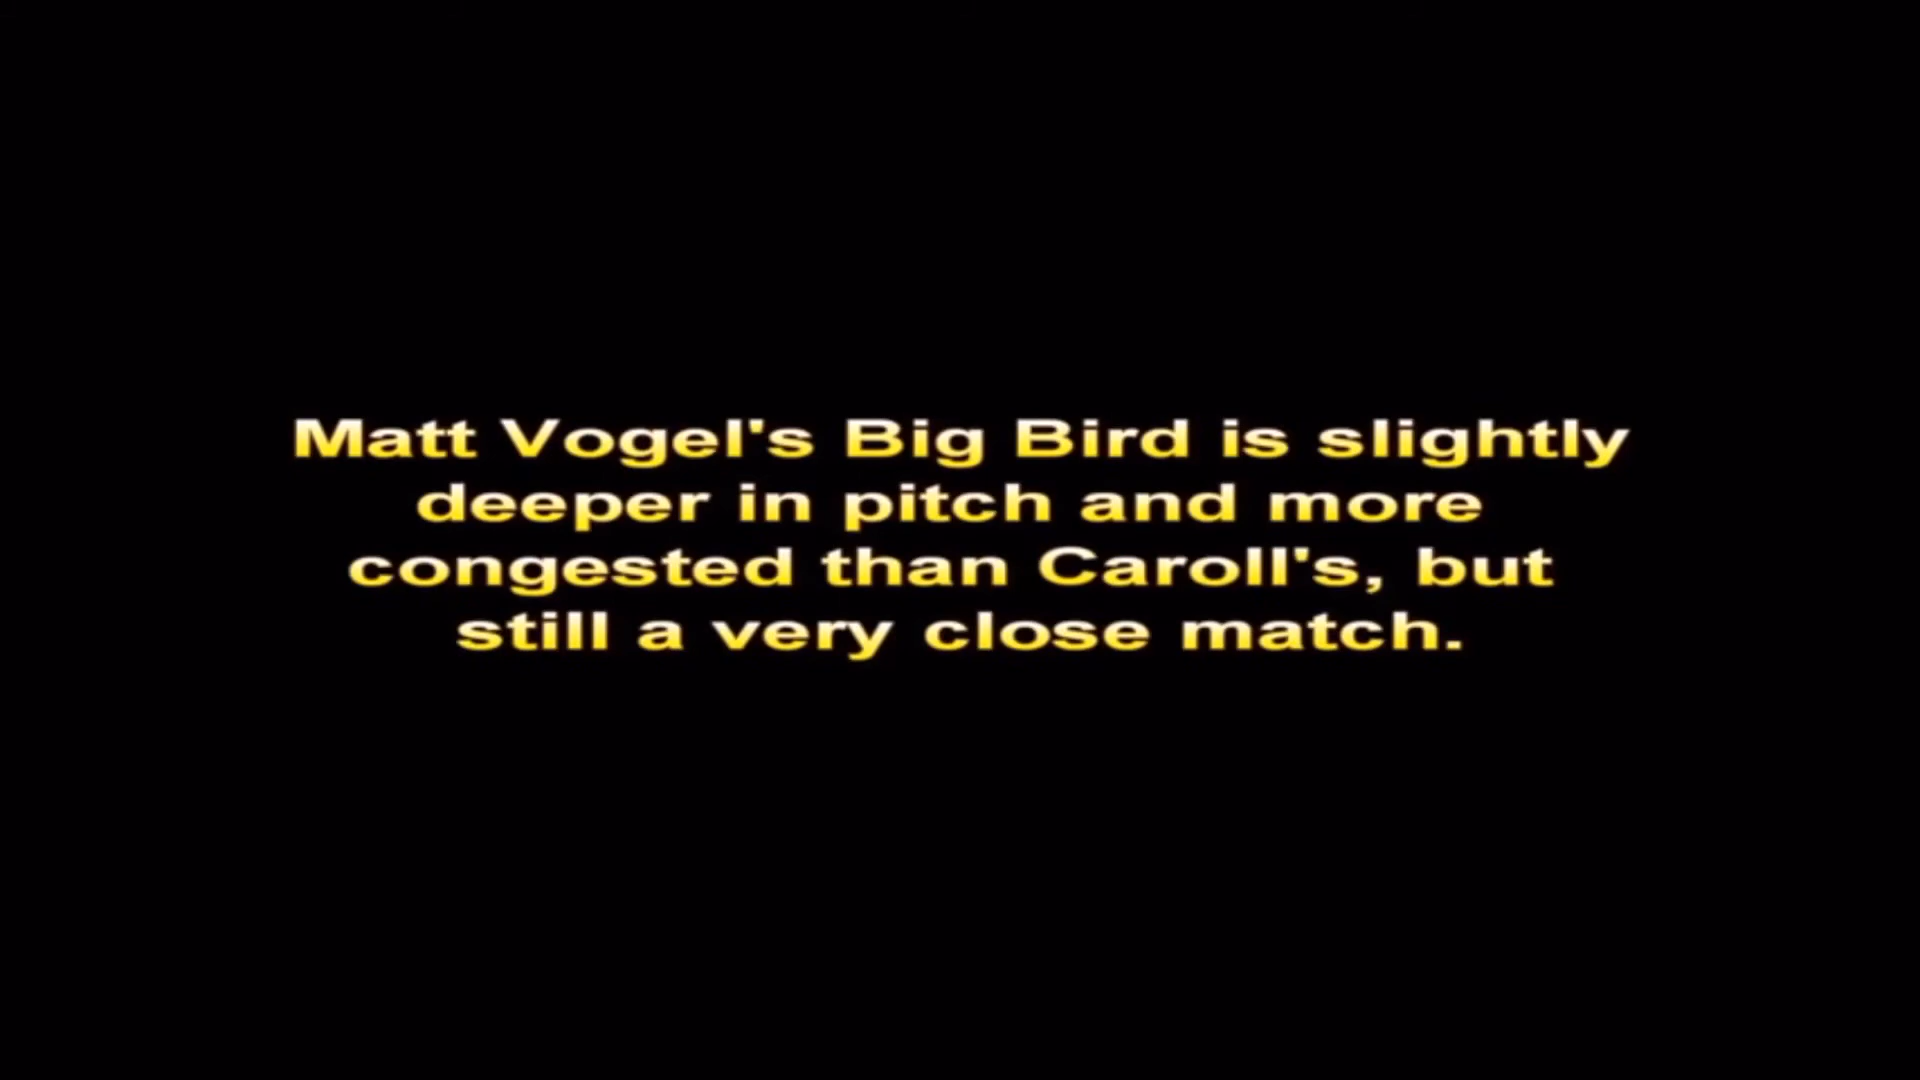 Matt Vogel's Big Bird is slightly
deeper in pitch and more
congested than Caroll's, but
still a very close match.